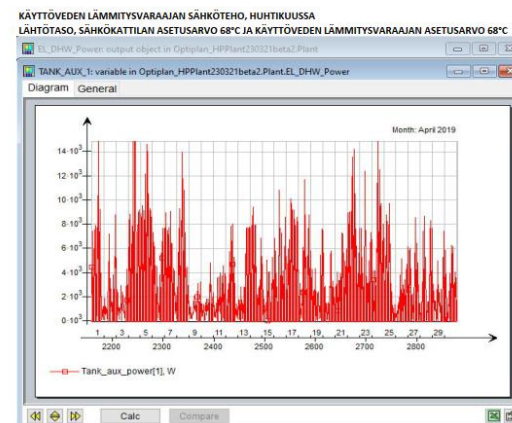 KÄYTTÖVEDEN LÄMMITYSVARAAJAN SÄHKÖTEHO, HUHTIKUUSSA
LÄHTÖTASO, SÄHKÖKATTILAN ASETUSARVO 68°C JA KÄYTTÖVEDEN LÄMMITYSVARAAJAN ASETUSARVO 68°C
EL_DHW_Power: output object in Optiplan_HPPlant230321beta2.Plant
TANK_AUX_1: variable in Optiplan_HPPlant230321beta2.Plant.EL_DHW_Power
Diagram General
Month: April 2019
14·10³
12·10³
10·10³
8·10³
6·10³
4·10³
2·10³
0·10³
1 3 5 7 9 11 13 15 17 19 21 23 25 27 29
2200 2300 2400 2500 2600 2700 2800
Tank_aux_power[1], W
Calc Compare